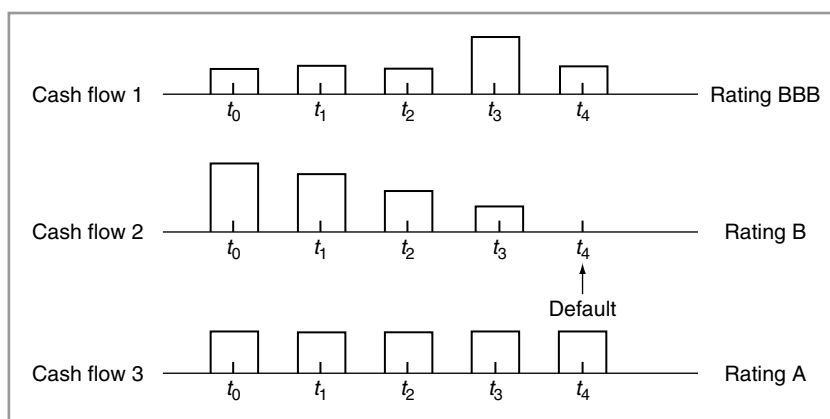 Cash flow 1 Rating BBB
t0 t1 t2 t3 t4
Cash flow 2 Rating B
t0 t1 t2 t3 t4
Default
Cash flow 3 Rating A
t0 t1 t2 t3 t4